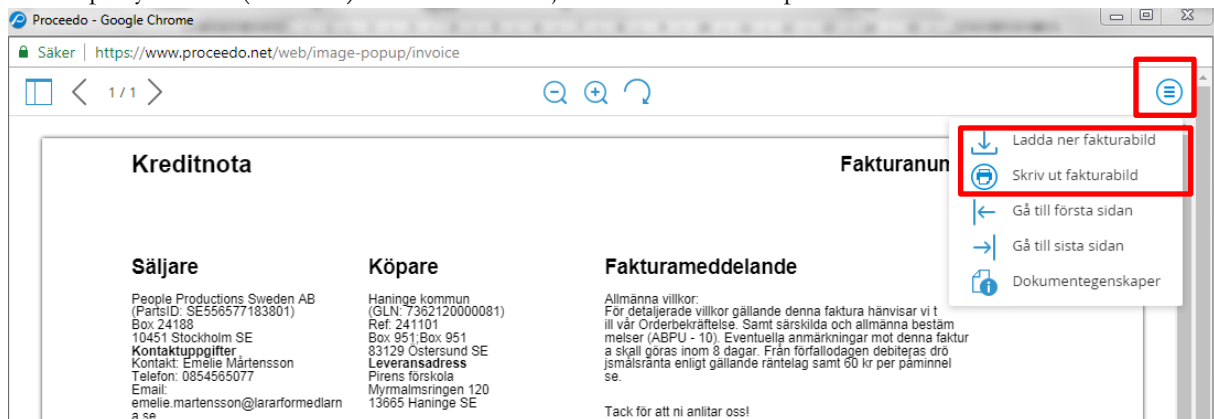 Proceedo - Google Chrome
Säker | https://www.proceedo.net/web/image-popup/invoice
1 / 1
Ladda ner fakturabild
Skriv ut fakturabild
Gå till första sidan
Gå till sista sidan
Dokumentegenskaper
Kreditnota
Fakturanum
Säljare
People Productions Sweden AB
(PartsID: SE556577183801)
Box 24188
10451 Stockholm SE
Kontaktuppgifter
Kontakt: Emelie Mårtensson
Telefon: 0854565077
Email:
emelie.martensson@lararformedlarn
a.se
Köpare
Haninge kommun
(GLN: 7362120000081)
Ref: 241101
Box 951;Box 951
83129 Östersund SE
Leveransadress
Pirens förskola
Myrmalmsringen 120
13665 Haninge SE
Fakturameddelande
Allmänna villkor:
För detaljerade villkor gällande denna faktura hänvisar vi t
ill vår Orderbekräftelse. Samt särskilda och allmänna bestäm
melser (ABPU - 10). Eventuella anmärkningar mot denna faktur
a skall göras inom 8 dagar. Från förfallodagen debiteras drö
jsmålsränta enligt gällande räntelag samt 60 kr per påminnel
se.
Tack för att ni anlitar oss!